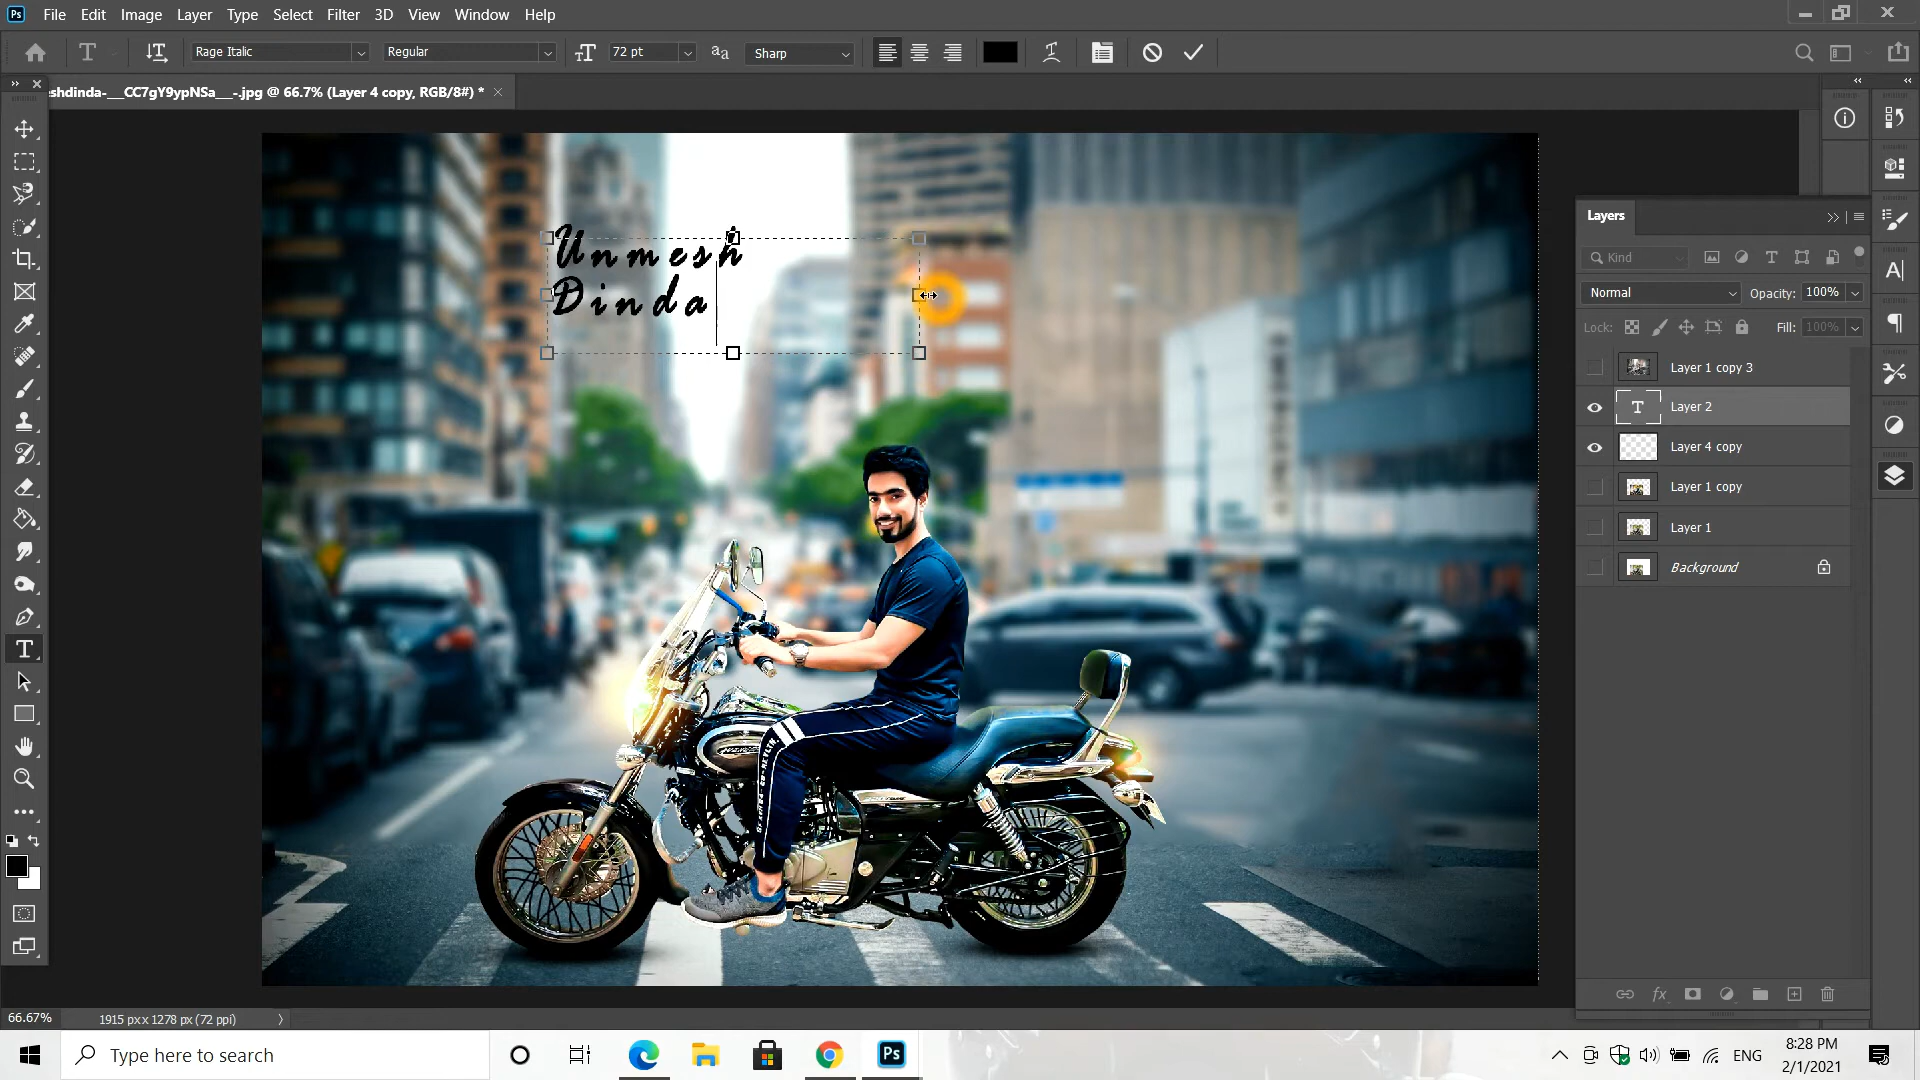 File Edit Image Layer Type Select Filter 3D View Window Help
Rage Italic Regular 72 pt Sharp
shdinda-___CC7gY9ypNSa___-.jpg @ 66.7% (Layer 4 copy, RGB/8#) *
Unmesh
Dinda
Layers
Kind
Normal Opacity: 100%
Lock: Fill: 100%
Layer 1 copy 3
Layer 2
Layer 4 copy
Layer 1 copy
Layer 1
Background
66.67% 1915 px x 1278 px (72 ppi)
Type here to search
ENG
8:28 PM
2/1/2021